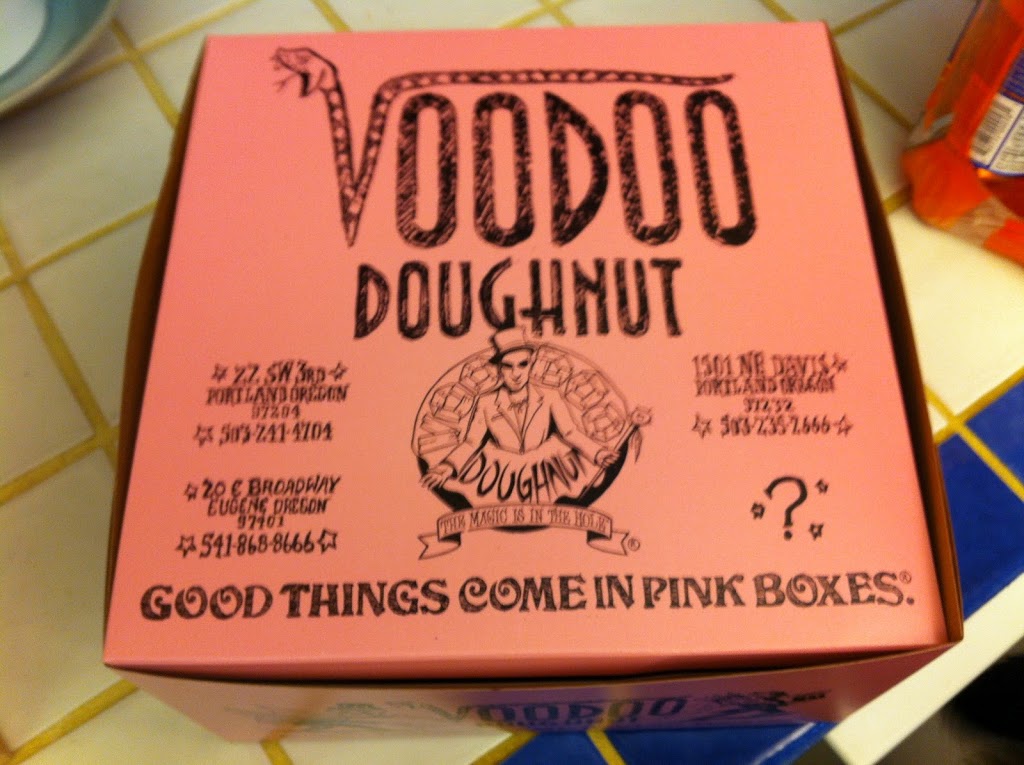 VOODOO
DOUGHNUT
22 SW 3RD
PORTLAND OREGON
97204
503-241-4704
1501 NE DAVIS
PORTLAND OREGON
97232
503-235-2666
20 E BROADWAY
EUGENE OREGON
97401
541-868-8666
VOODOO
DOUGHNUT
THE MAGIC IS IN THE HOLE
®
?
GOOD THINGS COME IN PINK BOXES.®
VOODOO